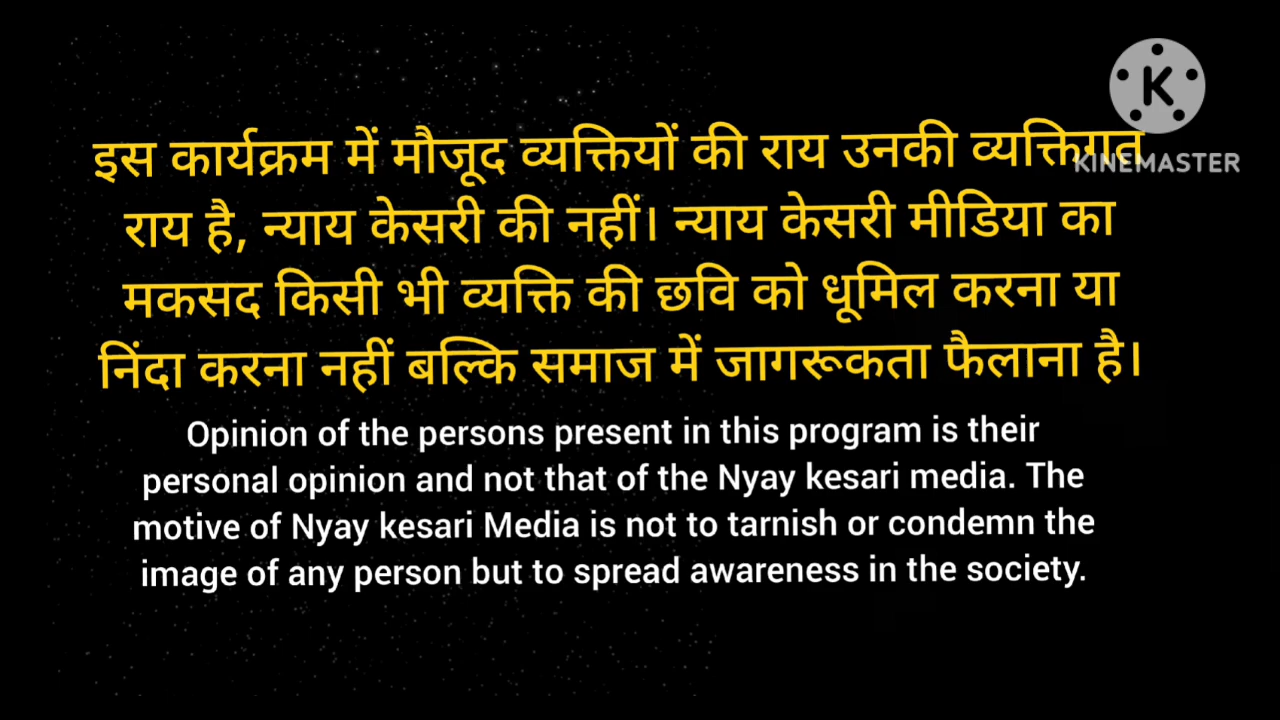 इस कार्यक्रम में मौजूद व्यक्तियों की राय उनकी व्यक्तिगत
राय है, न्याय केसरी की नहीं। न्याय केसरी मीडिया का
मकसद किसी भी व्यक्ति की छवि को धूमिल करना या
निंदा करना नहीं बल्कि समाज में जागरूकता फैलाना है।
Opinion of the persons present in this program is their
personal opinion and not that of the Nyay kesari media. The
motive of Nyay kesari Media is not to tarnish or condemn the
image of any person but to spread awareness in the society.
K
KINEMASTER